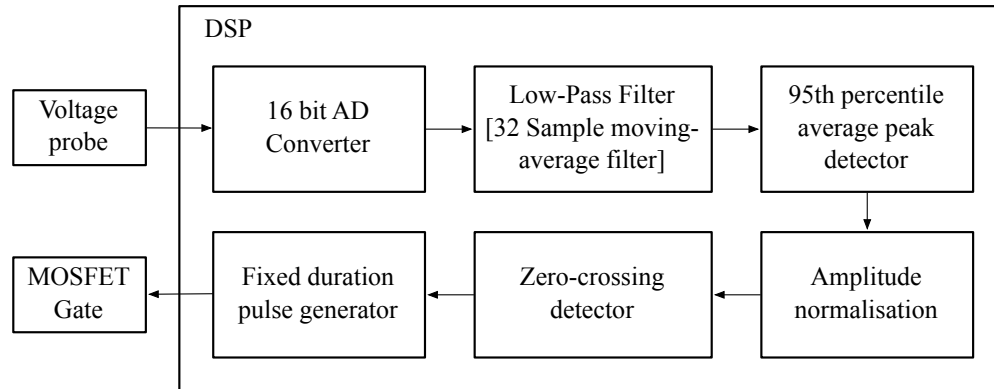 DSP
Voltage
probe
16 bit AD
Converter
Low-Pass Filter
[32 Sample moving-
average filter]
95th percentile
average peak
detector
MOSFET
Gate
Fixed duration
pulse generator
Zero-crossing
detector
Amplitude
normalisation